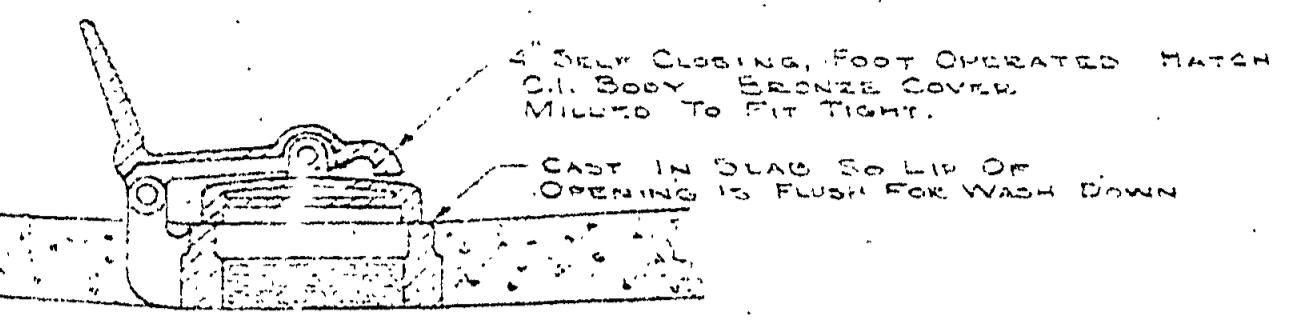 4" SELF CLOSING, FOOT OPERATED HATCH
C.I. BODY BRONZE COVER
MILLED TO FIT TIGHT.
CAST IN SLAB SO LIP OF
OPENING IS FLUSH FOR WASH DOWN